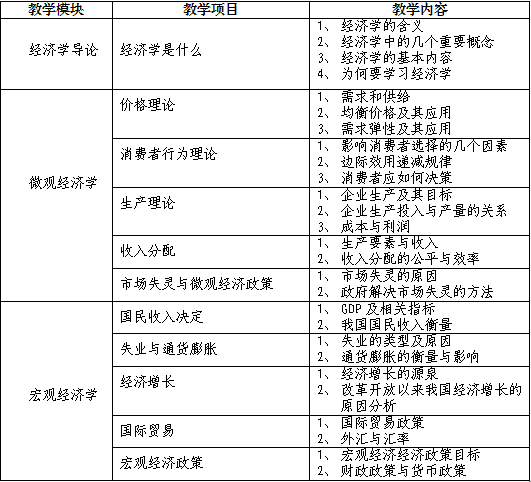 教学模块 教学项目 教学内容
经济学导论 经济学是什么
1、 经济学的含义
2、 经济学中的几个重要概念
3、 经济学的基本内容
4、 为何要学习经济学
微观经济学
价格理论
1、 需求和供给
2、 均衡价格及其应用
3、 需求弹性及其应用
消费者行为理论
1、 影响消费者选择的几个因素
2、 边际效用递减规律
3、 消费者应如何决策
生产理论
1、 企业生产及其目标
2、 企业生产投入与产量的关系
3、 成本与利润
收入分配
1、 生产要素与收入
2、 收入分配的公平与效率
市场失灵与微观经济政策
1、 市场失灵的原因
2、 政府解决市场失灵的方法
宏观经济学
国民收入决定
1、 GDP及相关指标
2、 我国国民收入衡量
失业与通货膨胀
1、 失业的类型及原因
2、 通货膨胀的衡量与影响
经济增长
1、 经济增长的源泉
2、 改革开放以来我国经济增长的
原因分析
国际贸易
1、 国际贸易政策
2、 外汇与汇率
宏观经济政策
1、 宏观经济经济政策目标
2、 财政政策与货币政策